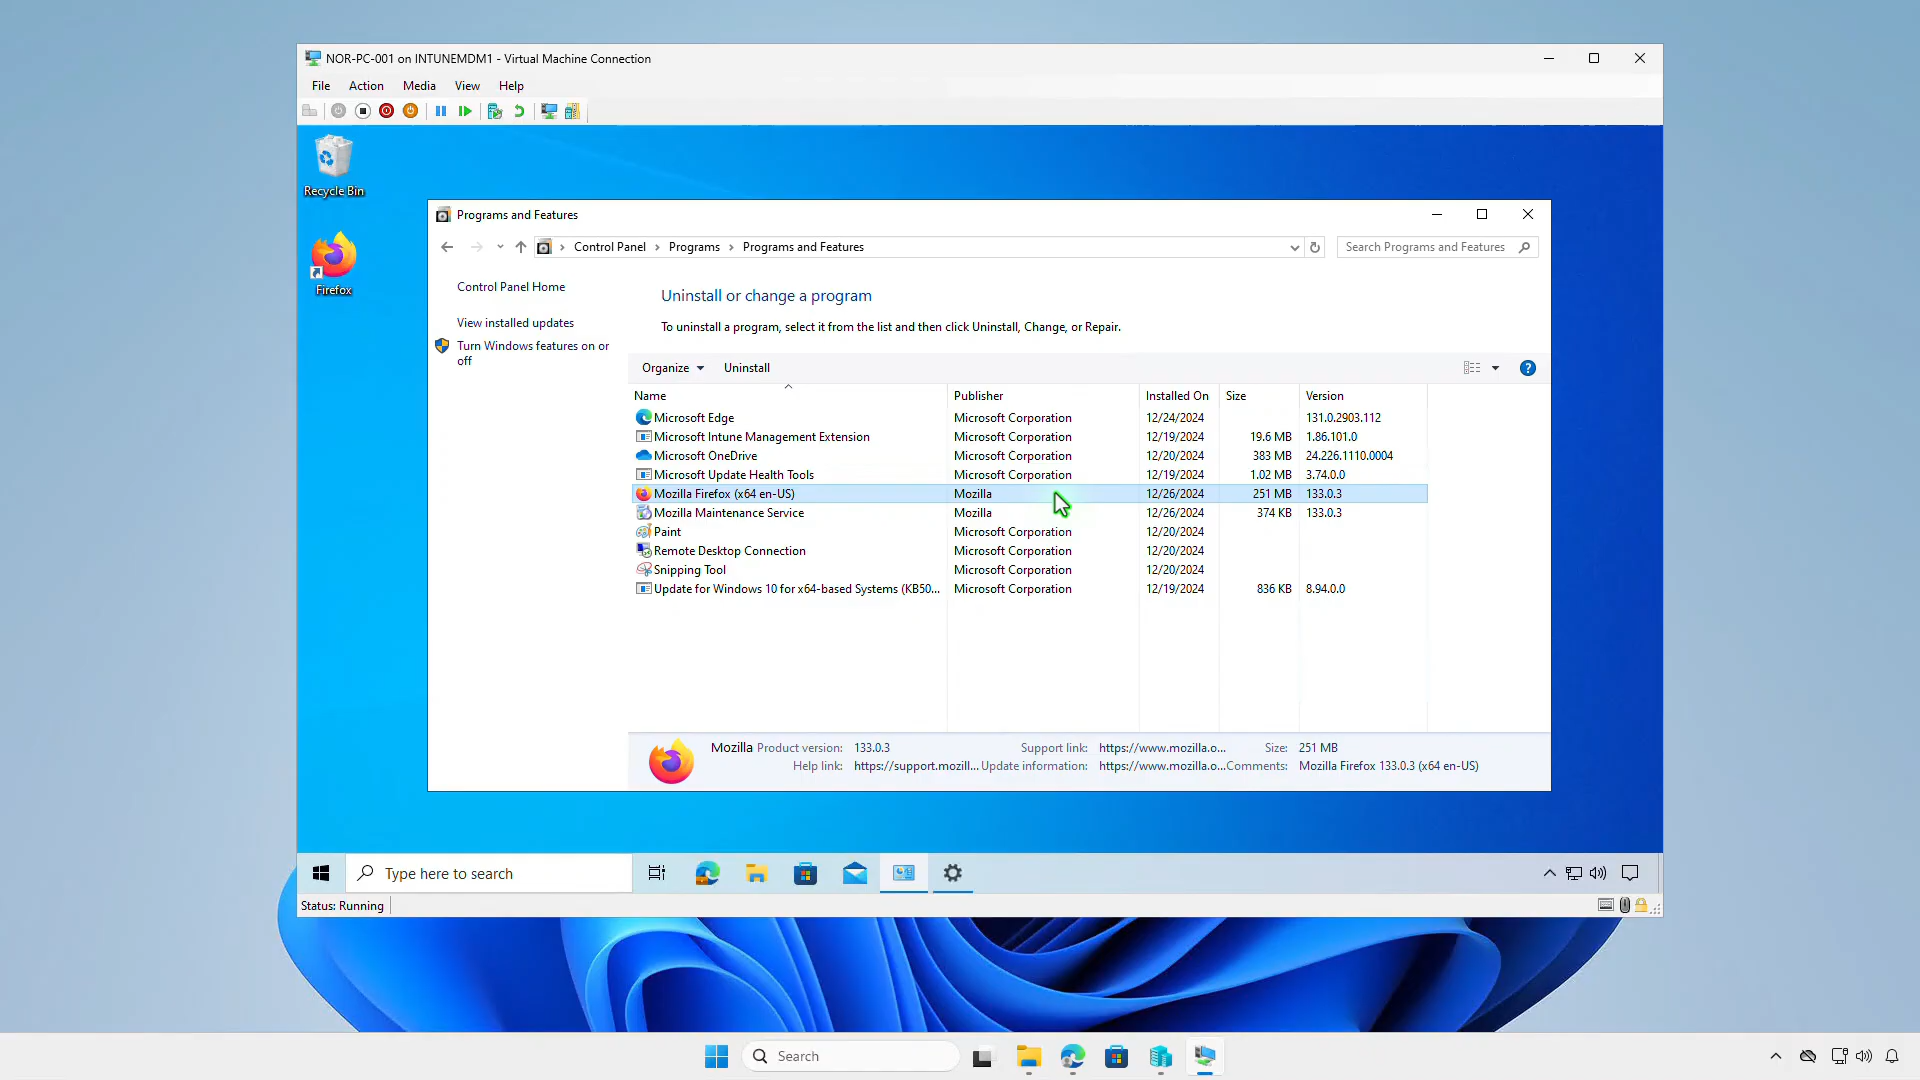 NOR-PC-001 on INTUNEMDM1 - Virtual Machine Connection
File Action Media View Help
Recycle Bin
Firefox
Programs and Features
Control Panel > Programs > Programs and Features
Search Programs and Features
Control Panel Home
View installed updates
Turn Windows features on or
off
Uninstall or change a program
To uninstall a program, select it from the list and then click Uninstall, Change, or Repair.
Organize Uninstall
Name Publisher Installed On Size Version
Microsoft Edge Microsoft Corporation 12/24/2024 131.0.2903.112
Microsoft Intune Management Extension Microsoft Corporation 12/19/2024 19.6 MB 1.86.101.0
Microsoft OneDrive Microsoft Corporation 12/20/2024 383 MB 24.226.1110.0004
Microsoft Update Health Tools Microsoft Corporation 12/19/2024 1.02 MB 3.74.0.0
Mozilla Firefox (x64 en-US) Mozilla 12/26/2024 251 MB 133.0.3
Mozilla Maintenance Service Mozilla 12/26/2024 374 KB 133.0.3
Paint Microsoft Corporation 12/20/2024
Remote Desktop Connection Microsoft Corporation 12/20/2024
Snipping Tool Microsoft Corporation 12/20/2024
Update for Windows 10 for x64-based Systems (KB50... Microsoft Corporation 12/19/2024 836 KB 8.94.0.0
Mozilla Product version: 133.0.3 Support link: https://www.mozilla.o... Size: 251 MB
Help link: https://support.mozill... Update information: https://www.mozilla.o... Comments: Mozilla Firefox 133.0.3 (x64 en-US)
Type here to search
Status: Running
Search